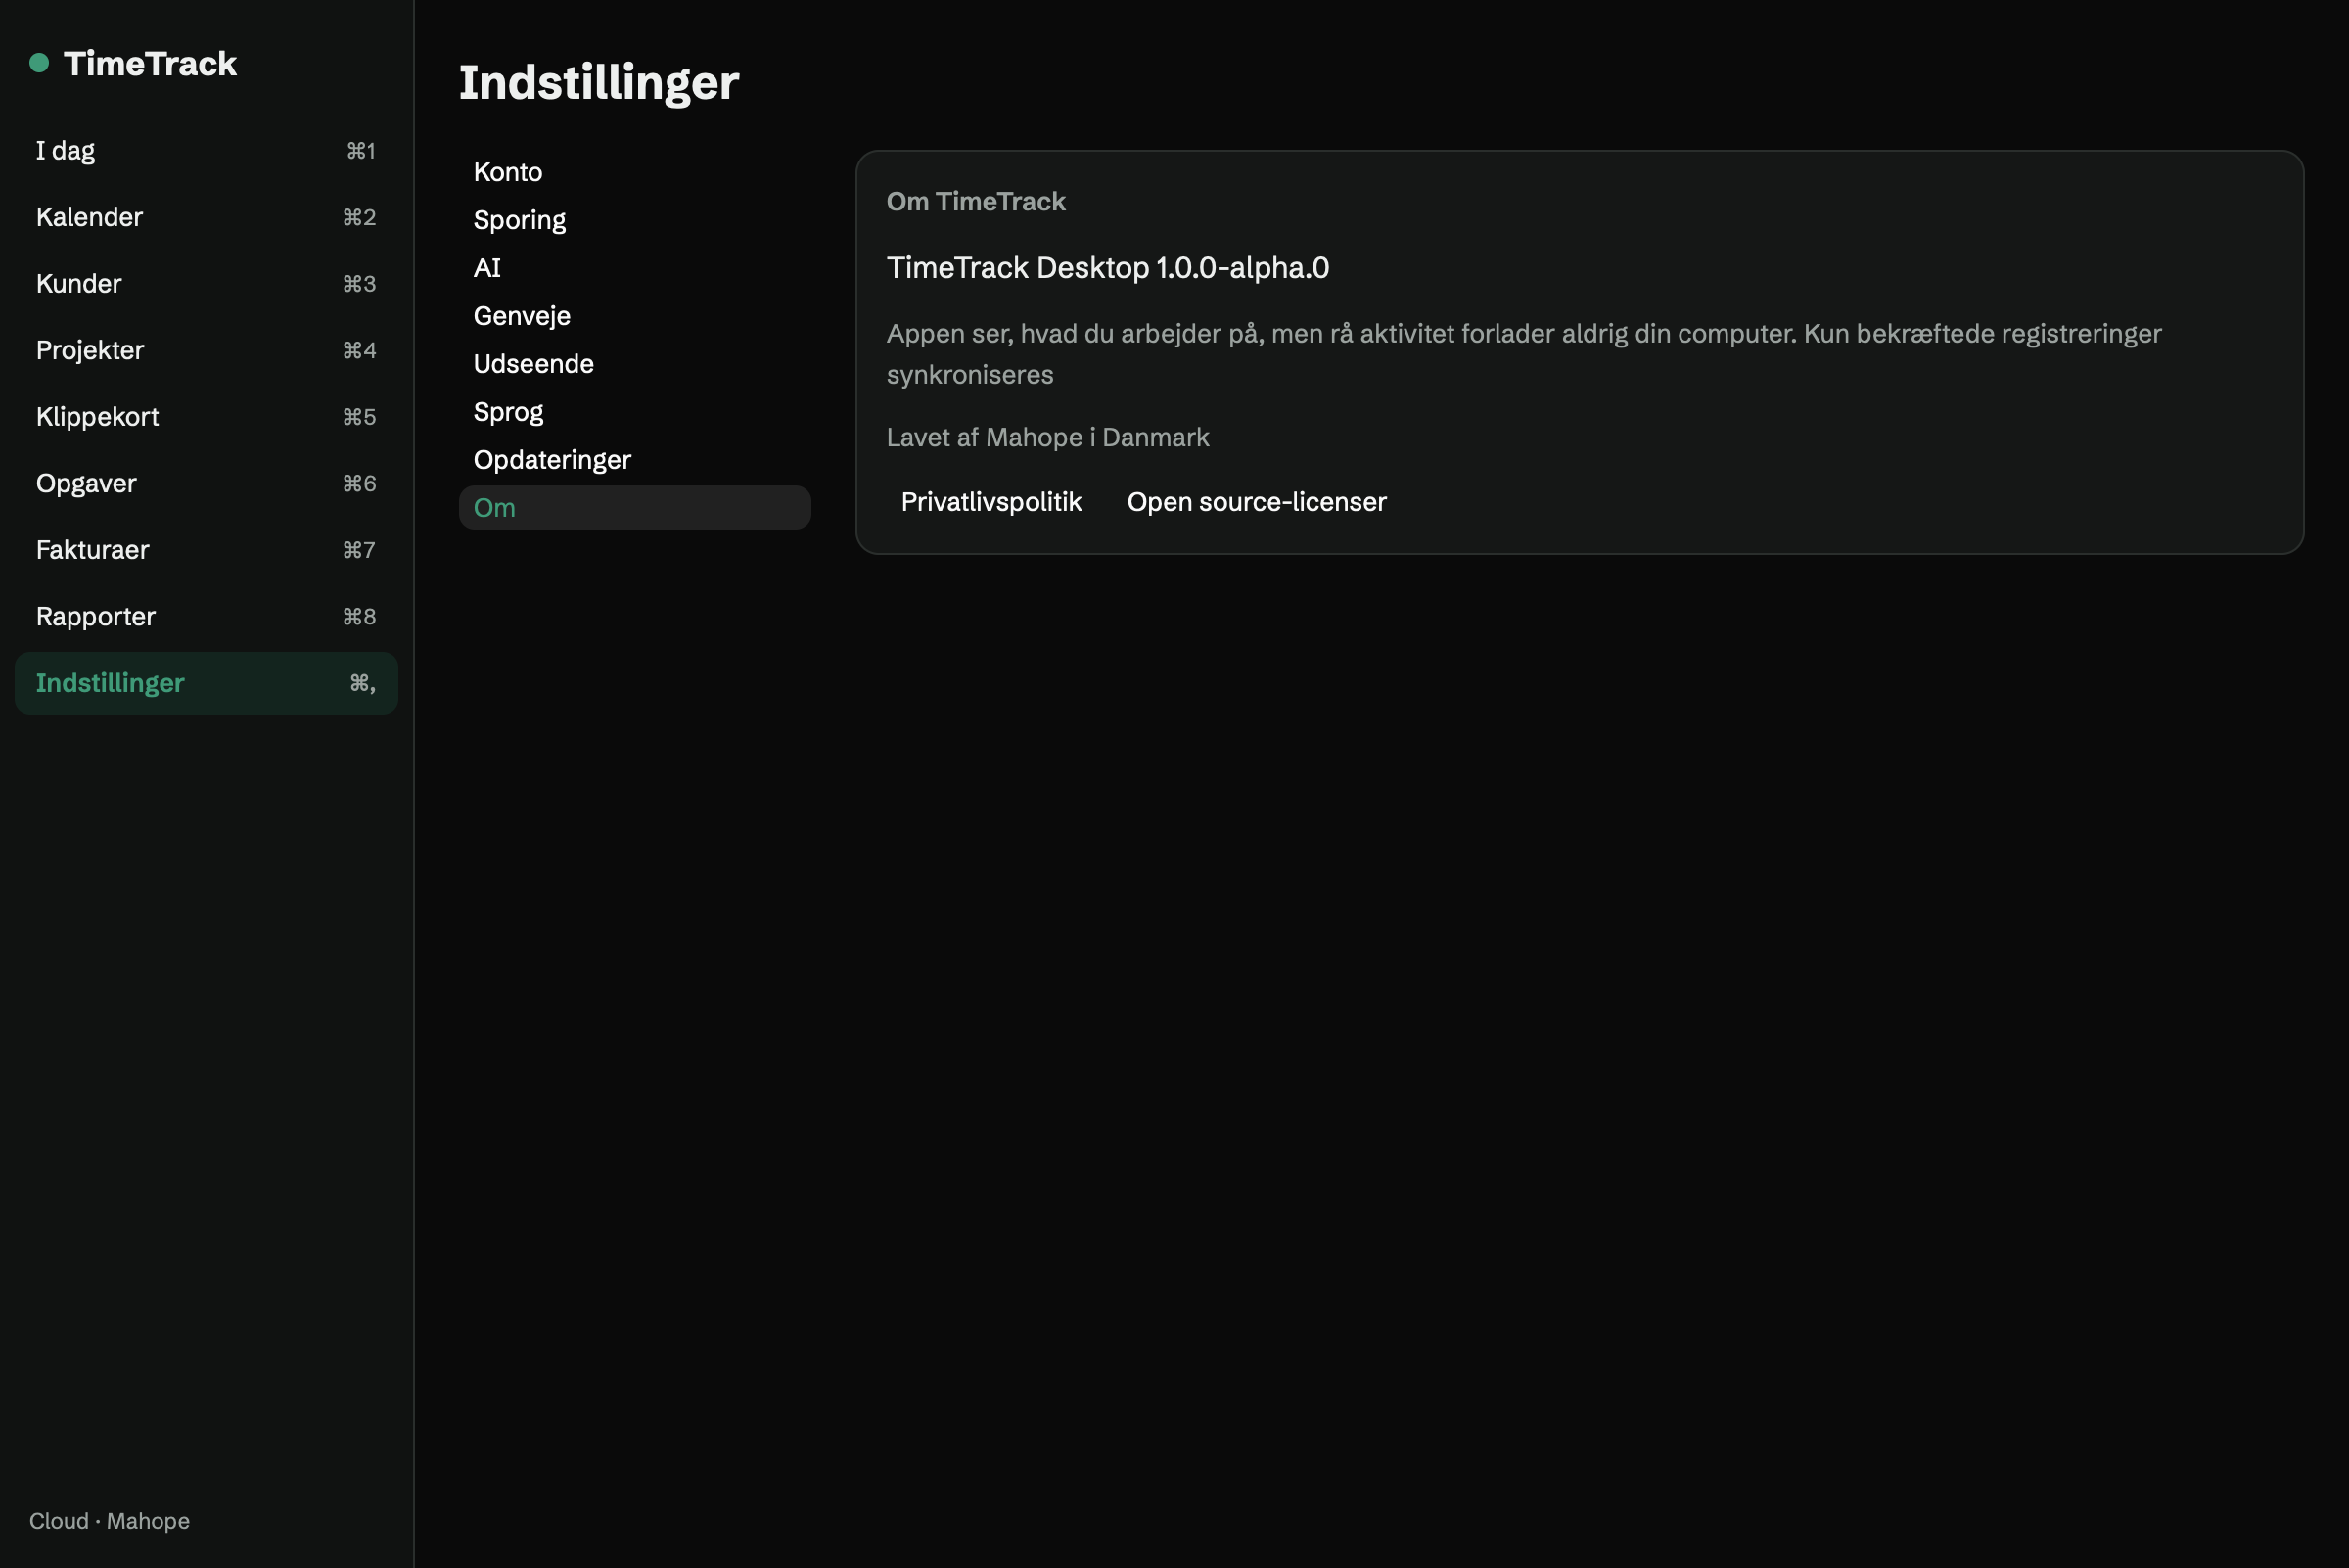 TimeTrack
I dag ⌘1
Kalender ⌘2
Kunder ⌘3
Projekter ⌘4
Klippekort ⌘5
Opgaver ⌘6
Fakturaer ⌘7
Rapporter ⌘8
Indstillinger ⌘,
Cloud · Mahope
Indstillinger
Konto
Sporing
AI
Genveje
Udseende
Sprog
Opdateringer
Om
Om TimeTrack
TimeTrack Desktop 1.0.0-alpha.0
Appen ser, hvad du arbejder på, men rå aktivitet forlader aldrig din computer. Kun bekræftede registreringer
synkroniseres
Lavet af Mahope i Danmark
Privatlivspolitik Open source-licenser